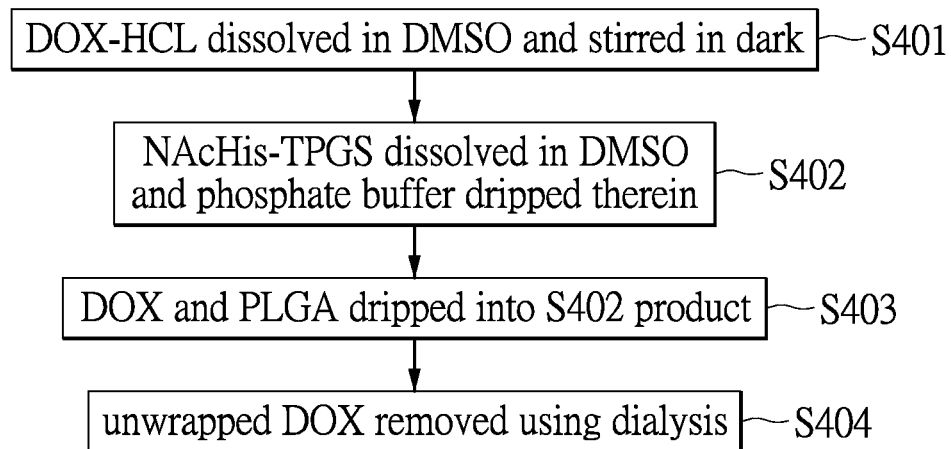 DOX-HCL dissolved in DMSO and stirred in dark
S401
NAcHis-TPGS dissolved in DMSO
and phosphate buffer dripped therein
S402
DOX and PLGA dripped into S402 product
S403
unwrapped DOX removed using dialysis
S404